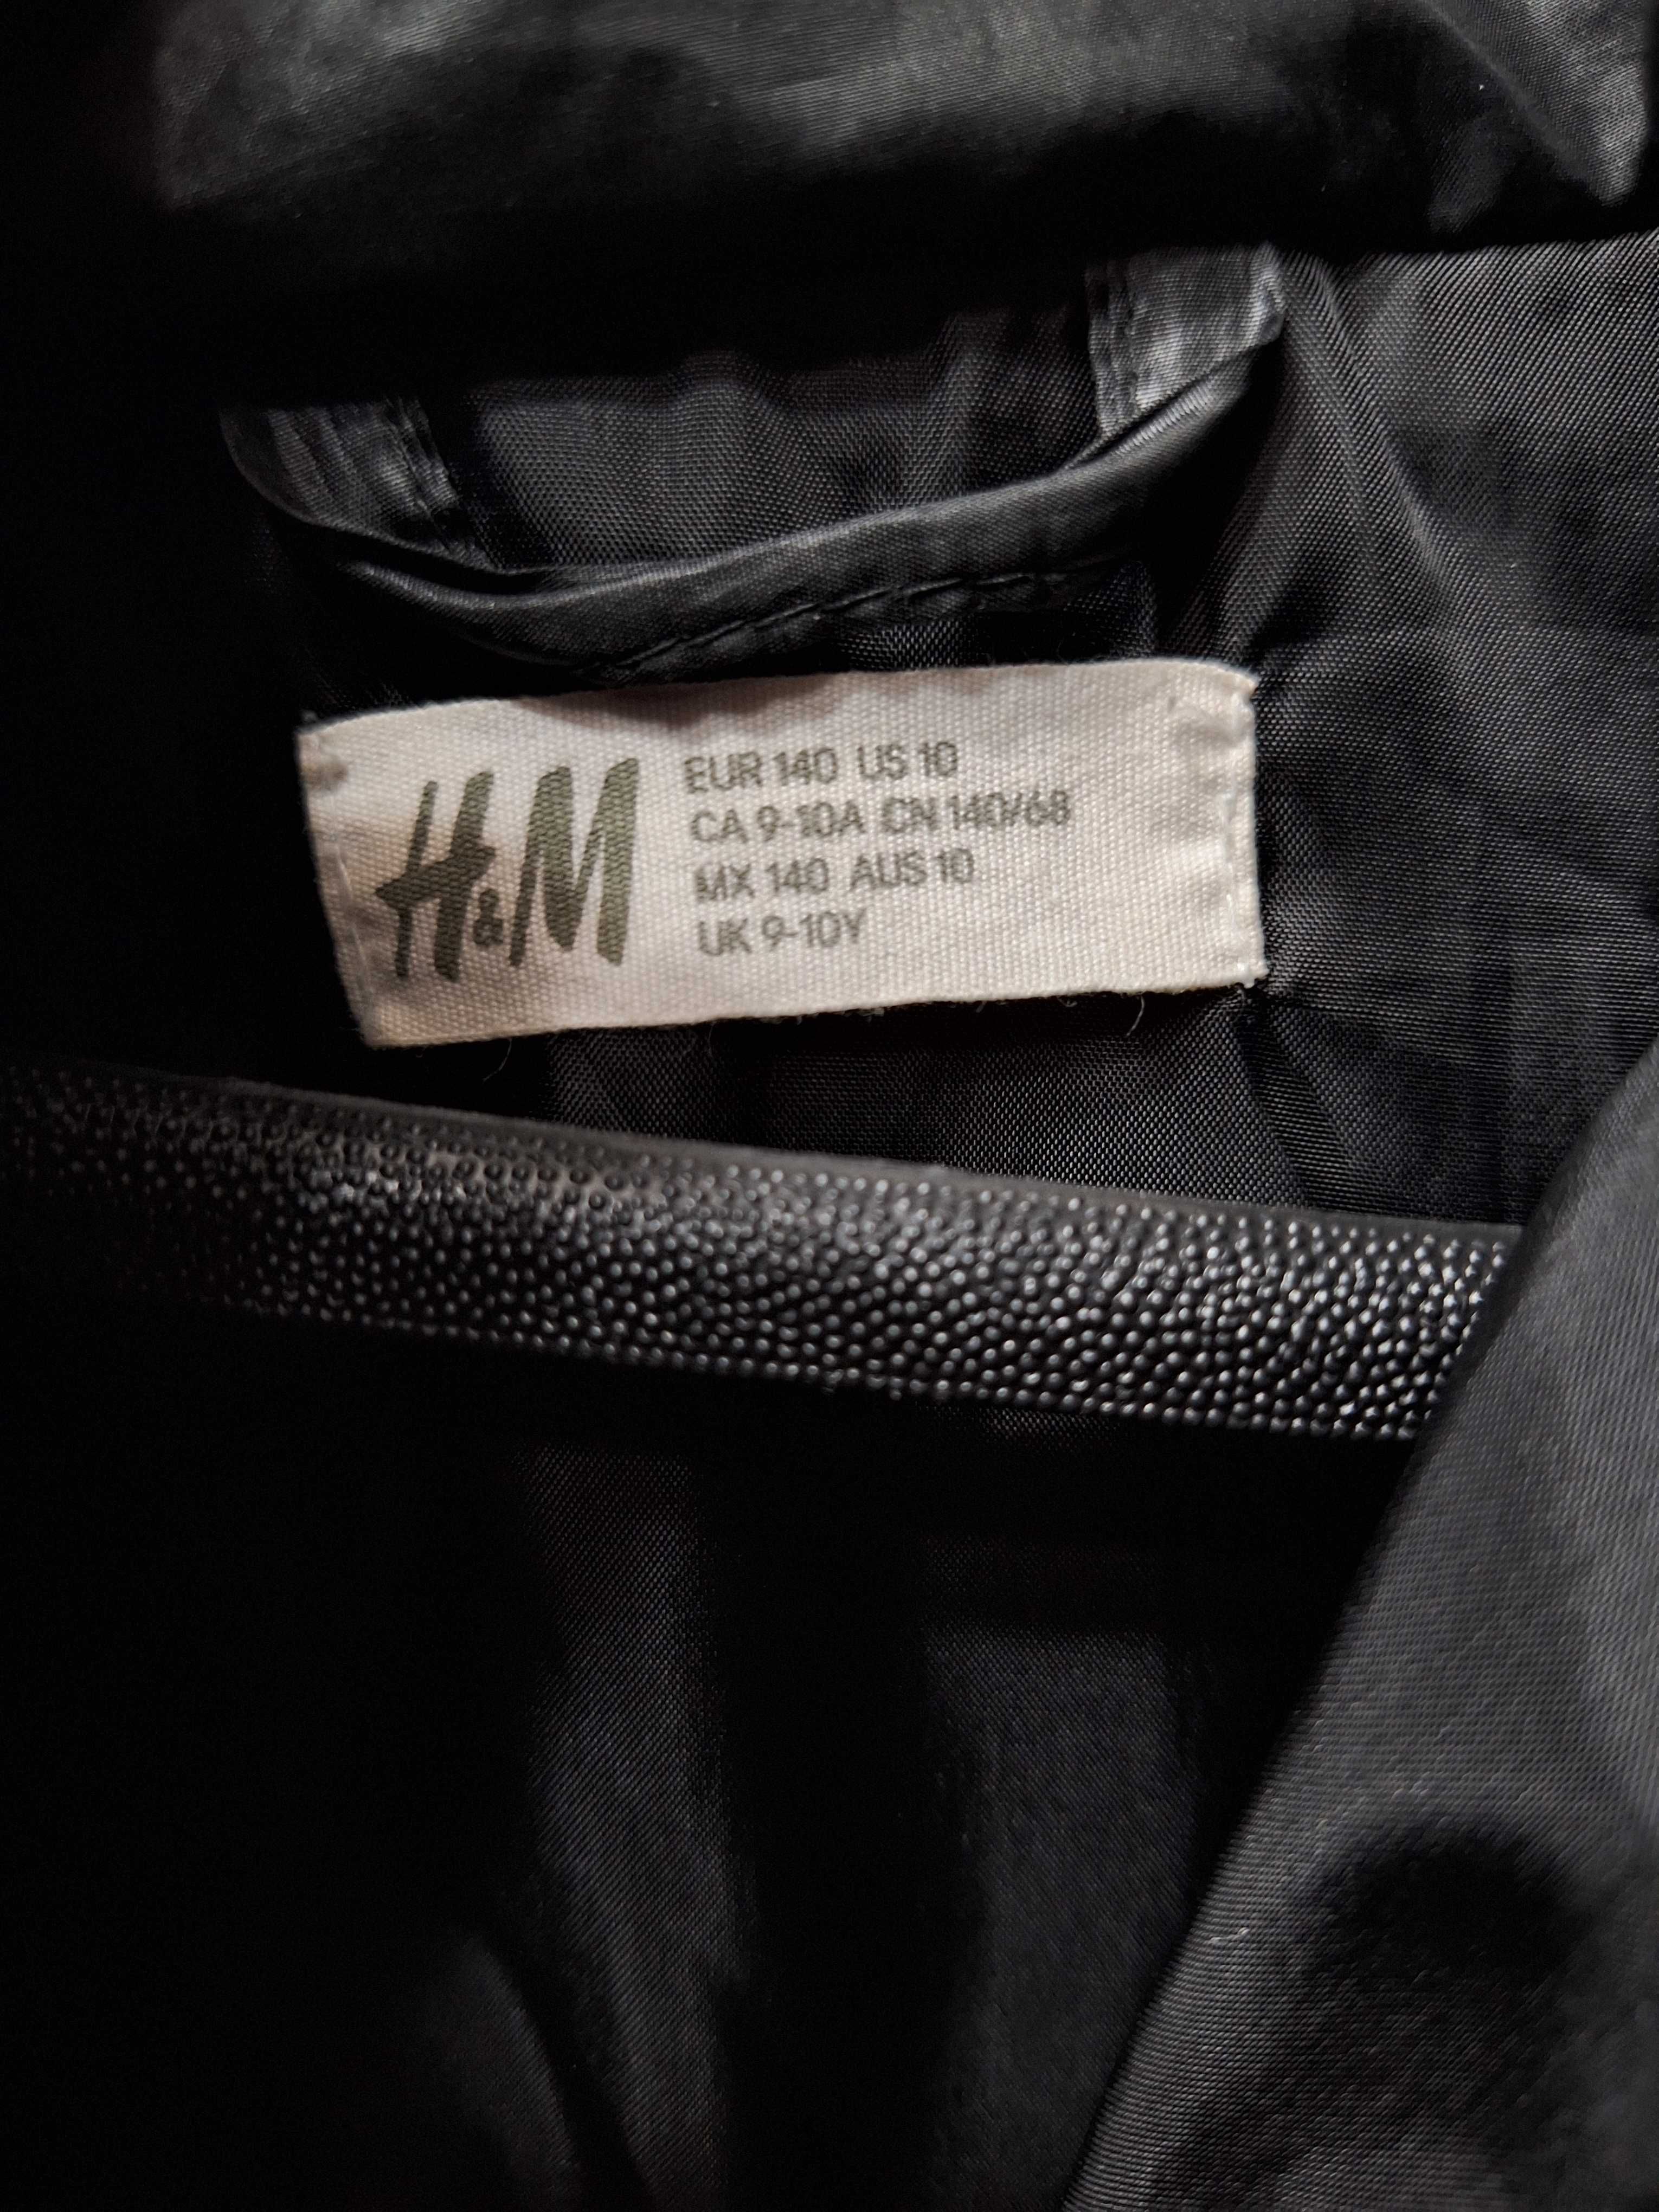 H&M
EUR 140 US 10
CA 9-10A CN 140/68
MX 140 AUS 10
UK 9-10Y